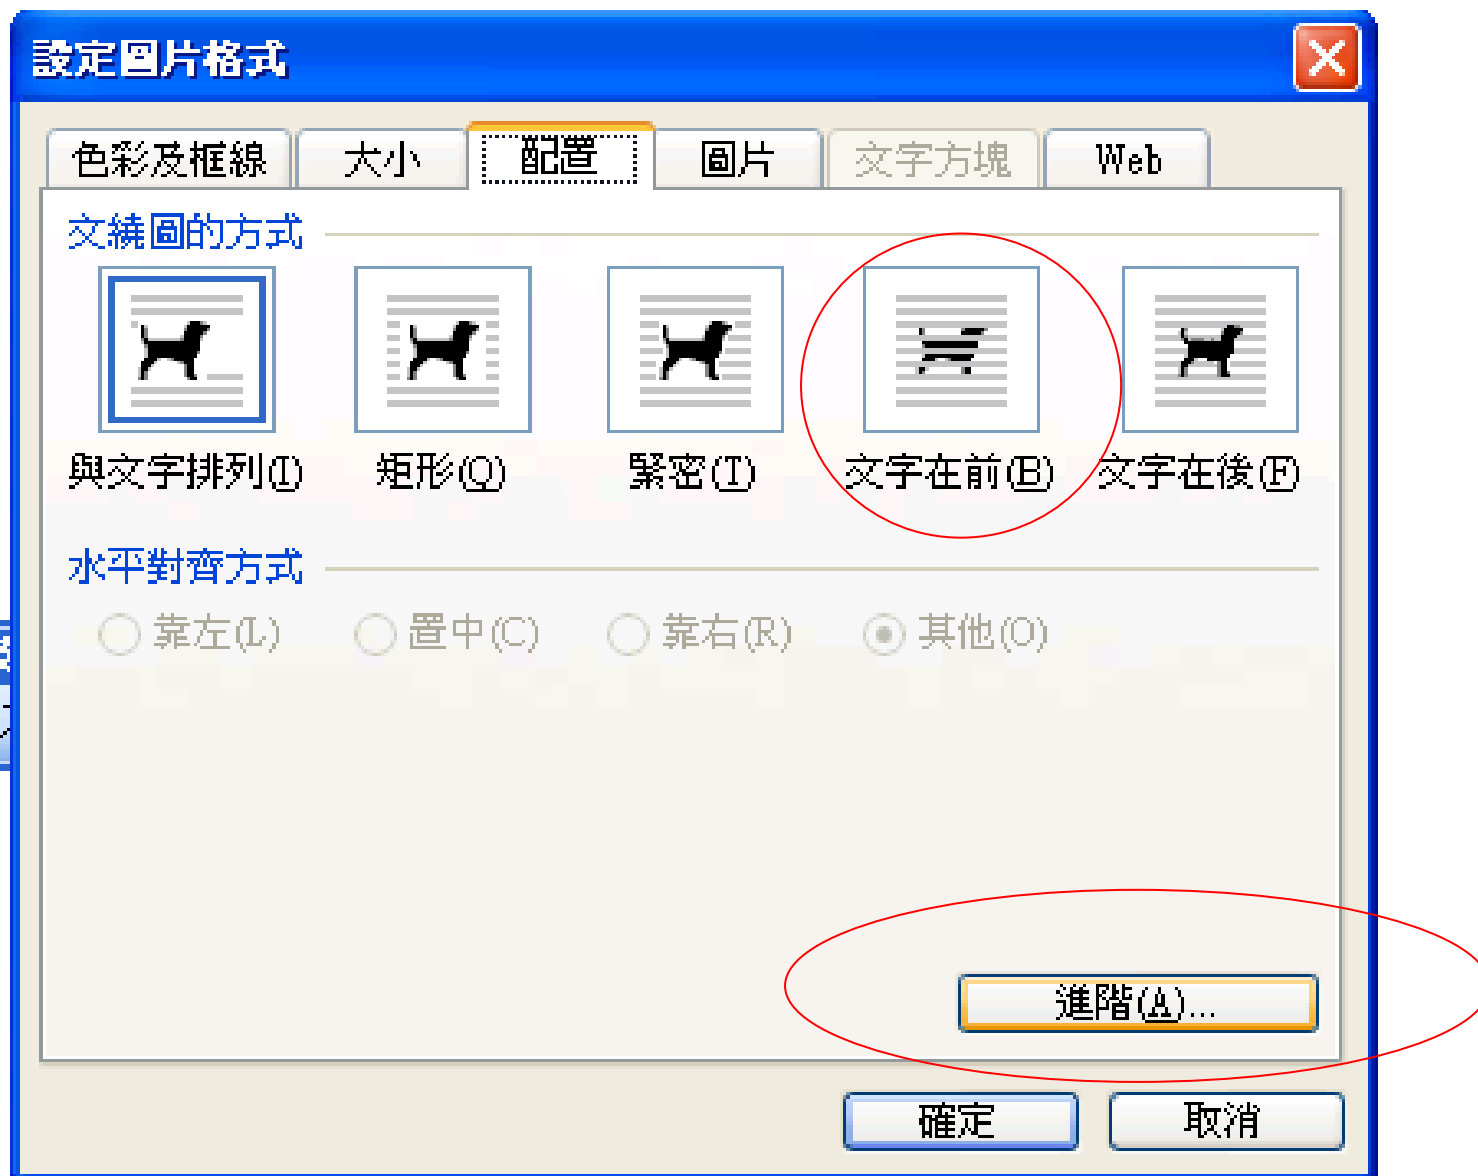 設定圖片格式
色彩及框線 大小 配置 圖片 文字方塊 Web
文繞圖的方式
與文字排列(I) 矩形(Q) 緊密(T) 文字在前(B) 文字在後(F)
水平對齊方式
靠左(L) 置中(C) 靠右(R) 其他(O)
進階(A)...
確定 取消